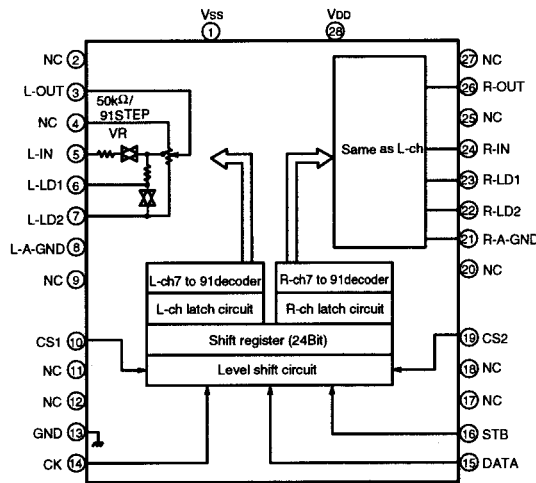 VSS
1
VDD
28
NC 2
L-OUT 3
NC 4
L-IN 5
L-LD1 6
L-LD2 7
L-A-GND 8
NC 9
CS1 10
NC 11
NC 12
GND 13
CK 14
50kΩ/
91STEP
VR
Same as L-ch
L-ch7 to 91decoder
R-ch7 to 91decoder
L-ch latch circuit
R-ch latch circuit
Shift register (24Bit)
Level shift circuit
27 NC
26 R-OUT
25 NC
24 R-IN
23 R-LD1
22 R-LD2
21 R-A-GND
20 NC
19 CS2
18 NC
17 NC
16 STB
15 DATA